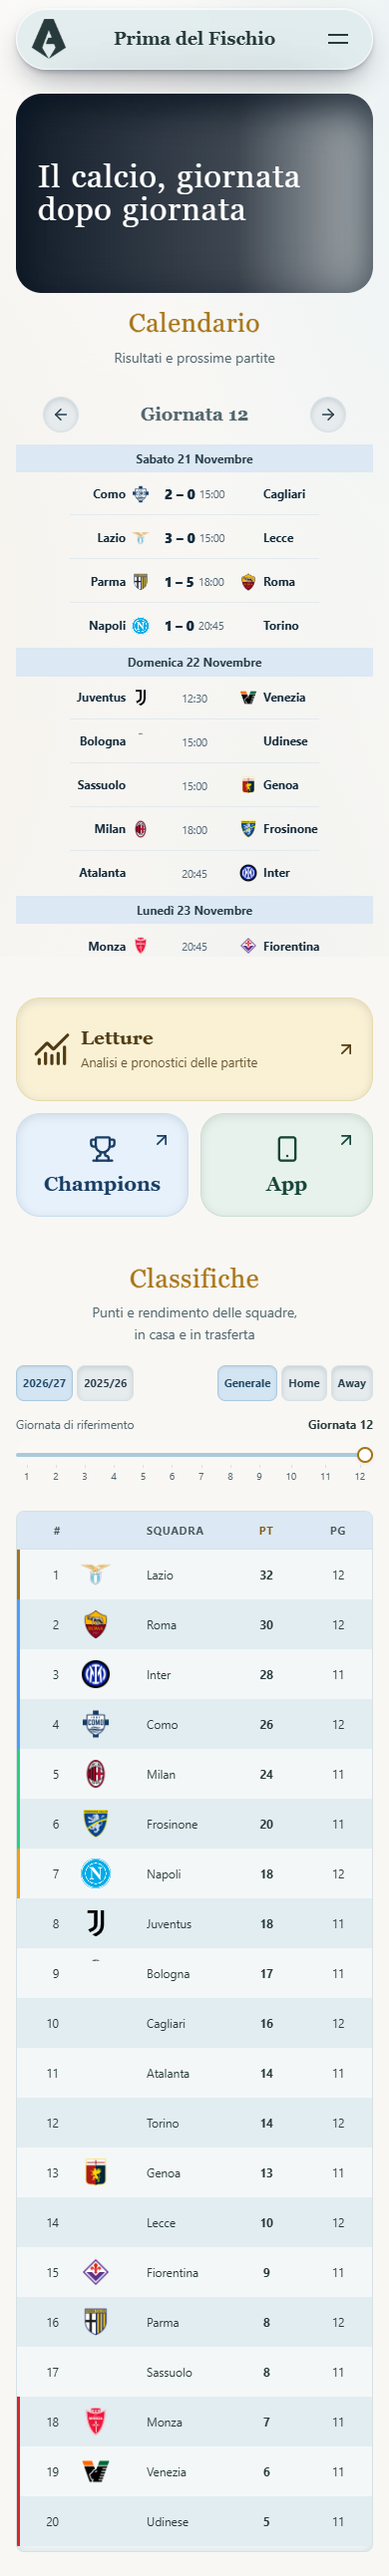 Prima del Fischio
Il calcio, giornata
dopo giornata
Calendario
Risultati e prossime partite
Giornata 12
Sabato 21 Novembre
Como 2 – 0 15:00 Cagliari
Lazio 3 – 0 15:00 Lecce
Parma 1 – 5 18:00 Roma
Napoli 1 – 0 20:45 Torino
Domenica 22 Novembre
Juventus 12:30 Venezia
Bologna 15:00 Udinese
Sassuolo 15:00 Genoa
Milan 18:00 Frosinone
Atalanta 20:45 Inter
Lunedì 23 Novembre
Monza 20:45 Fiorentina
Letture
Analisi e pronostici delle partite
Champions
App
Classifiche
Punti e rendimento delle squadre,
in casa e in trasferta
2026/27 2025/26 Generale Home Away
Giornata di riferimento Giornata 12
1 2 3 4 5 6 7 8 9 10 11 12
# SQUADRA PT PG
1 Lazio 32 12
2 Roma 30 12
3 Inter 28 11
4 Como 26 12
5 Milan 24 11
6 Frosinone 20 11
7 Napoli 18 12
8 Juventus 18 11
9 Bologna 17 11
10 Cagliari 16 12
11 Atalanta 14 11
12 Torino 14 12
13 Genoa 13 11
14 Lecce 10 12
15 Fiorentina 9 11
16 Parma 8 12
17 Sassuolo 8 11
18 Monza 7 11
19 Venezia 6 11
20 Udinese 5 11